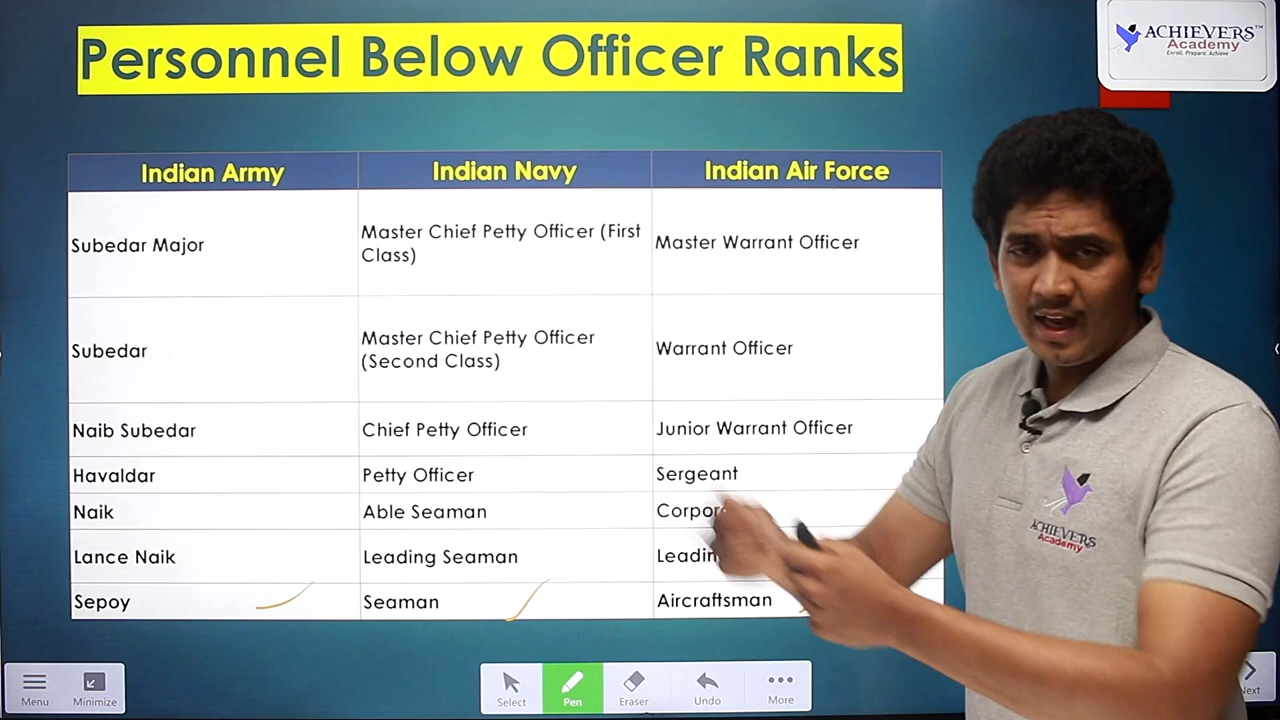 Personnel Below Officer Ranks
ACHIEVERS™
Academy
Enroll, Prepare, Achieve
Indian Army Indian Navy Indian Air Force
Subedar Major Master Chief Petty Officer (First
Class) Master Warrant Officer
Subedar Master Chief Petty Officer
(Second Class) Warrant Officer
Naib Subedar Chief Petty Officer Junior Warrant Officer
Havaldar Petty Officer Sergeant
Naik Able Seaman
Lance Naik Leading Seaman
Sepoy Seaman Aircraftsman
ACHIEVERS
Academy
Menu Minimize Select Pen Eraser Undo More